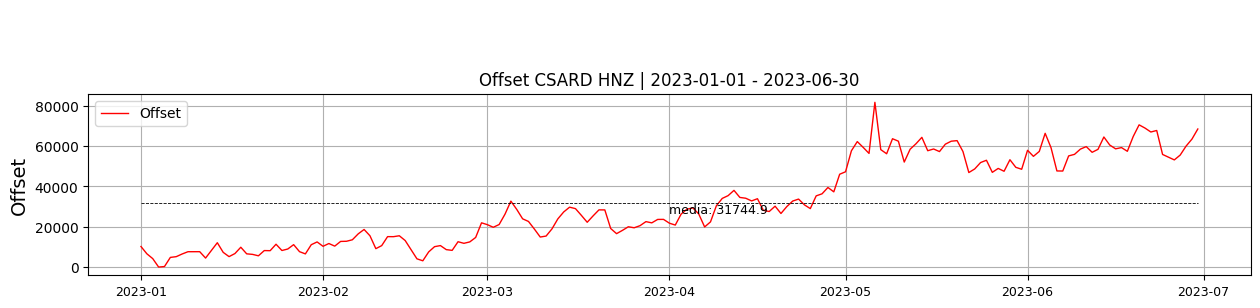 Offset CSARD HNZ | 2023-01-01 - 2023-06-30
Offset
Offset
80000
60000
40000
20000
0
media: 31744.9
2023-01 2023-02 2023-03 2023-04 2023-05 2023-06 2023-07